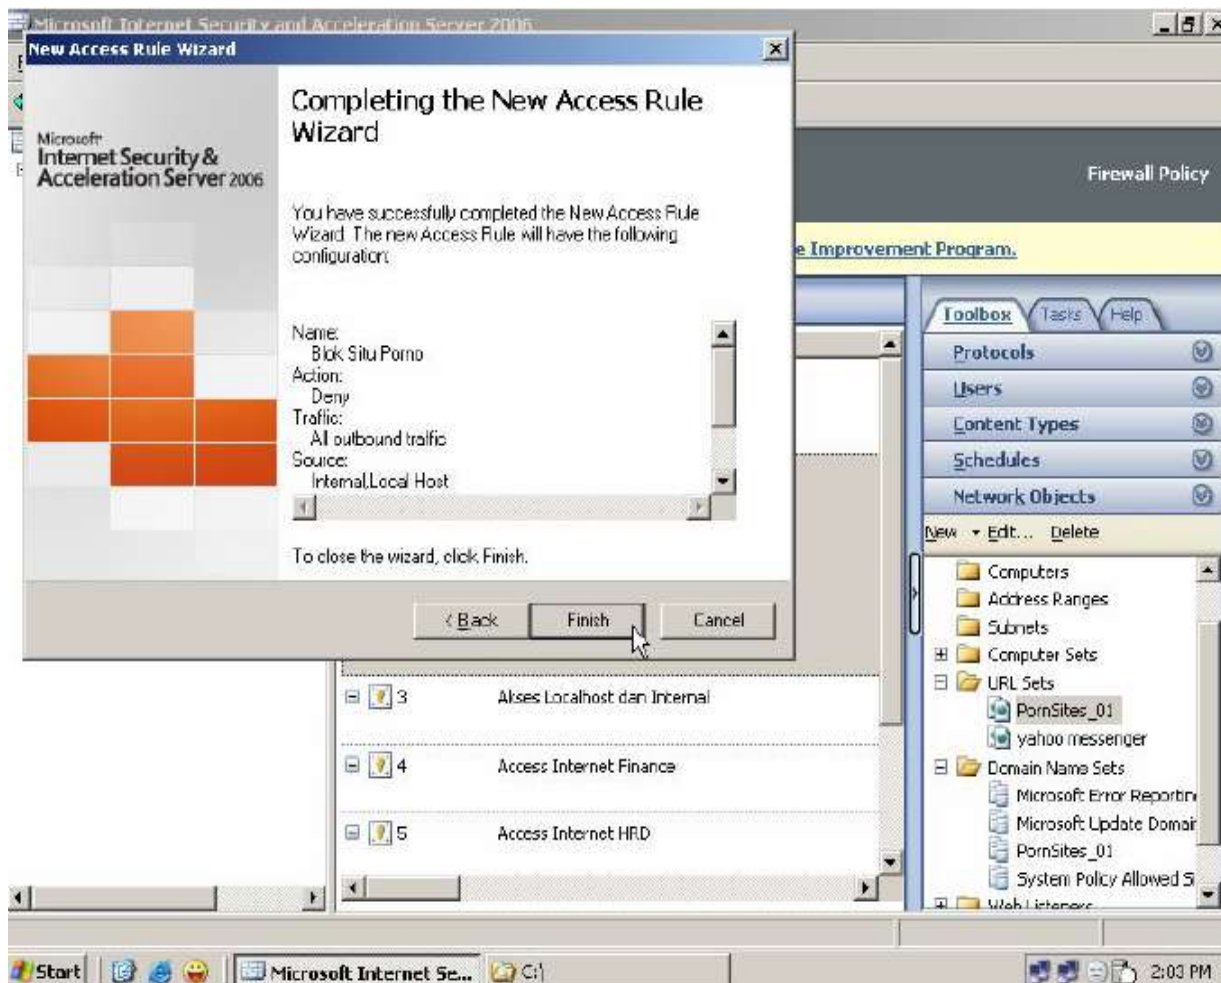 Microsoft Internet Security and Acceleration Server 2006
New Access Rule Wizard
Microsoft
Internet Security &
Acceleration Server 2006
Completing the New Access Rule
Wizard
You have successfully completed the New Access Rule
Wizard. The new Access Rule will have the following
configuration:
Name:
Blok Situ Porno
Action:
Deny
Traffic:
All outbound traffic
Source:
Internal,Local Host
To close the wizard, click Finish.
< Back
Finish
Cancel
Firewall Policy
e Improvement Program.
Toolbox
Tasks
Help
Protocols
Users
Content Types
Schedules
Network Objects
New
Edit...
Delete
Computers
Address Ranges
Subnets
Computer Sets
URL Sets
PornSites_01
yahoo messenger
Domain Name Sets
Microsoft Error Reportin
Microsoft Update Domair
PornSites_01
System Policy Allowed Si
Web Listeners
3 Akses Localhost dan Internal
4 Access Internet Finance
5 Access Internet HRD
Start
Microsoft Internet Se...
C:\
2:03 PM